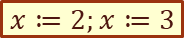 x := 2; x := 3